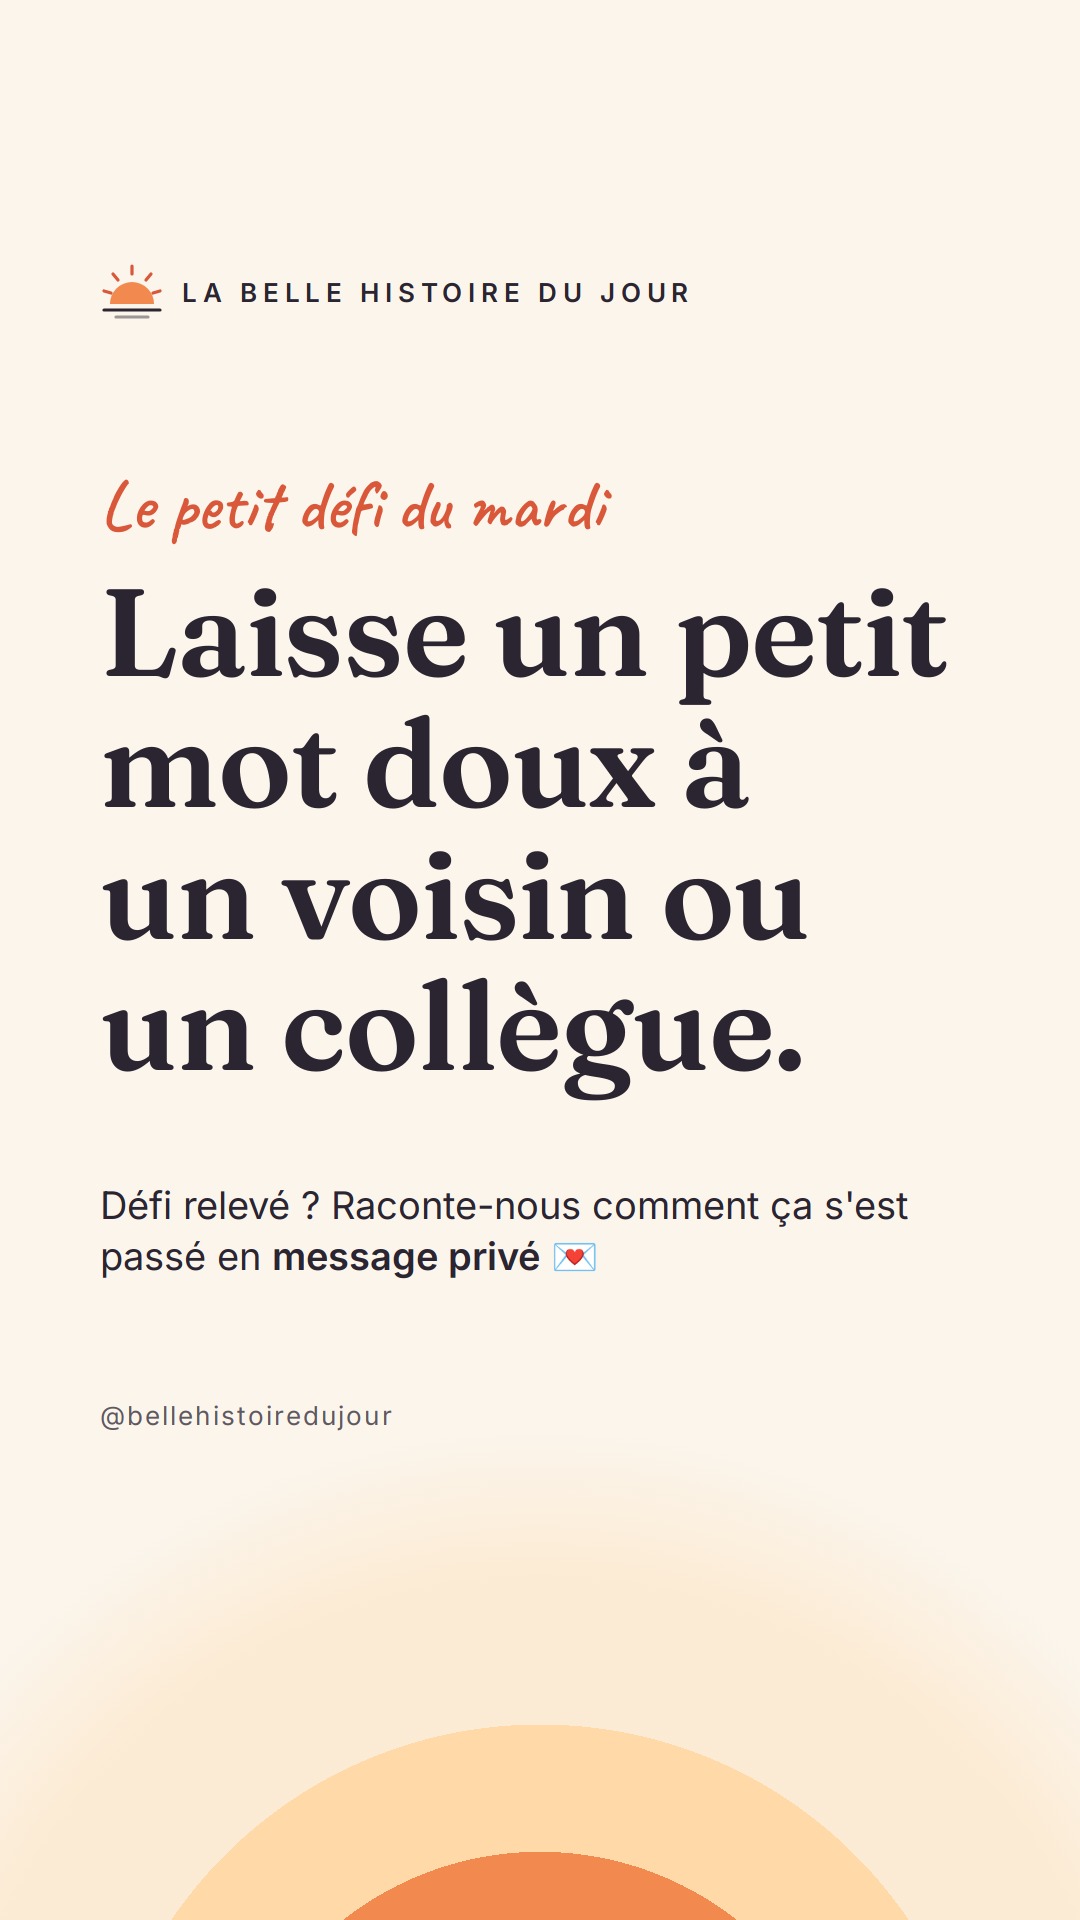 LA BELLE HISTOIRE DU JOUR
Le petit défi du mardi
Laisse un petit
mot doux à
un voisin ou
un collègue.
Défi relevé ? Raconte-nous comment ça s'est
passé en message privé 💌
@bellehistoiredujour